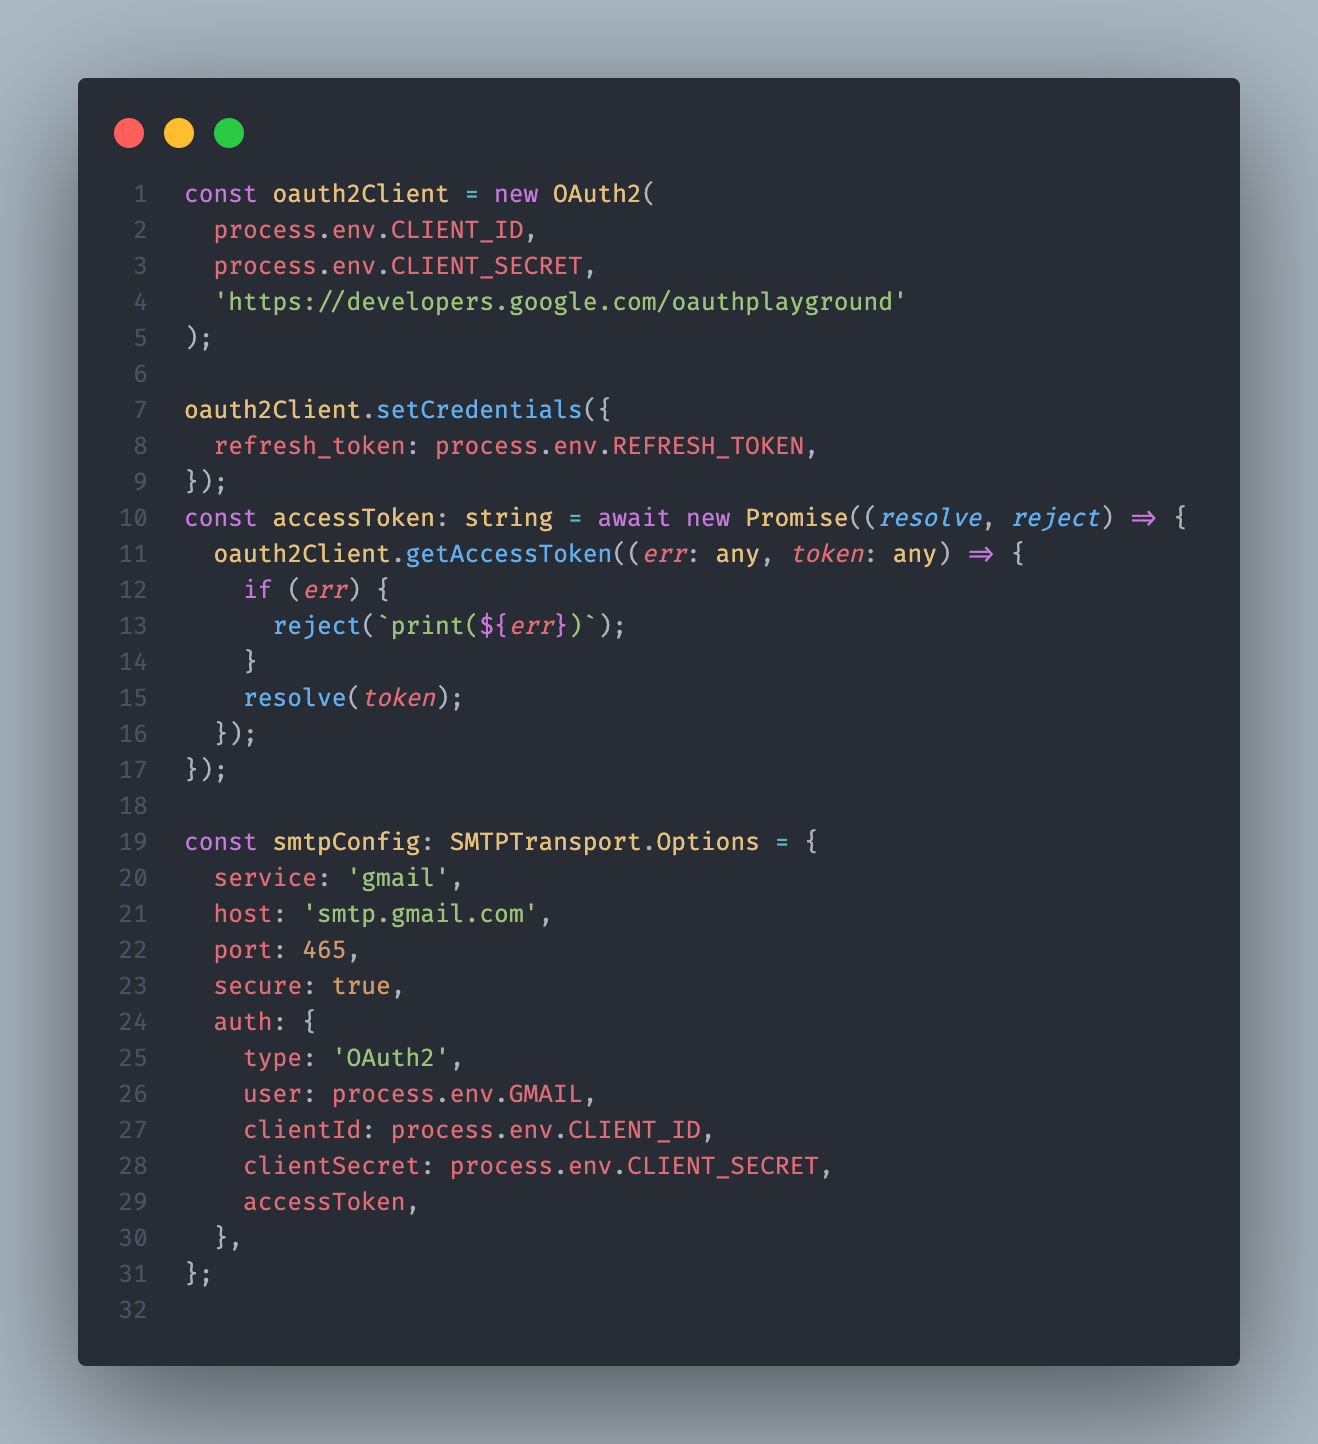 1 const oauth2Client = new OAuth2(
2   process.env.CLIENT_ID,
3   process.env.CLIENT_SECRET,
4   'https://developers.google.com/oauthplayground'
5 );
6
7 oauth2Client.setCredentials({
8   refresh_token: process.env.REFRESH_TOKEN,
9 });
10 const accessToken: string = await new Promise((resolve, reject) => {
11   oauth2Client.getAccessToken((err: any, token: any) => {
12     if (err) {
13       reject(`print(${err})`);
14     }
15     resolve(token);
16   });
17 });
18
19 const smtpConfig: SMTPTransport.Options = {
20   service: 'gmail',
21   host: 'smtp.gmail.com',
22   port: 465,
23   secure: true,
24   auth: {
25     type: 'OAuth2',
26     user: process.env.GMAIL,
27     clientId: process.env.CLIENT_ID,
28     clientSecret: process.env.CLIENT_SECRET,
29     accessToken,
30   },
31 };
32